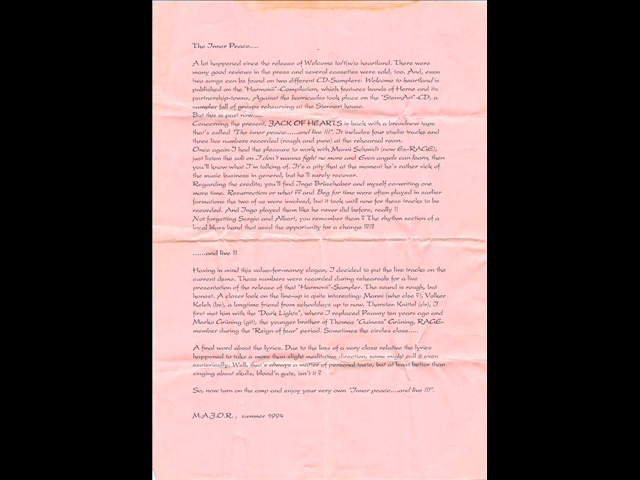 The Inner Peace....
A lot happened since the release of Welcome to/t(w)o heartland. There were
many good reviews in the press and several cassettes were sold, too. And, even
two songs can be found on two different CD-Samplers: Welcome to heartland is
published on the "Harmonie"-Compilation, which features bands of Herne and its
partnership-towns, Against the barricades took place on the "StennArt"-CD, a
sampler full of groups rehearsing at the Stennert house.
But this is past now.....
Concerning the present, JACK OF HEARTS is back with a brandnew tape
that's called "The inner peace......and live !!!". It includes four studio tracks and
three live numbers recorded (rough and pure) at the rehearsal room.
Once again I had the pleasure to work with Manni Schmidt (now Ex-RAGE),
just listen the soli on I don't wanna fight no more and Even angels can learn, then
you'll know what I'm talking of. It's a pity that at the moment he's rather sick of
the music business in general, but he'll surely recover.
Regarding the credits, you'll find Ingo and myself co-writing one
more time. Resurrection or what ?? and Beg for time were often played in earlier
formations the two of us were involved, but it took until now for these tracks to be
recorded. And Ingo played them like he never did before, really !!
Not forgetting Sergio and Albert, you remember them ? The rhythm section of a
local blues band that used the opportunity for a change !?!?
......and live !!
Having in mind this value-for-money slogan, I decided to put the live tracks on the
current demo. These numbers were recorded during rehearsals for a live
presentation of the release of that "Harmonie"-Sampler. The sound is rough, but
honest. A closer look on the line-up is quite interesting: Manni (who else ?), Volker
Kelch (bs), a longtime friend from schooldays up to now, Thorsten Knittel (dr), I
first met him with the "Dark Lights", where I replaced Peavey ten years ago and
Marko Grüning (git), the younger brother of Thomas "Guiness" Grüning, RAGE-
member during the "Reign of fear" period. Sometimes the circles close.....
A final word about the lyrics. Due to the loss of a very close relative the lyrics
happened to take a more than slight meditative direction, some might call it even
esoterically. Well, that's always a matter of personal taste, but at least better than
singing about skulls, blood'n guts, isn't it ?
So, now turn on the amp and enjoy your very own "Inner peace....and live !!!".
M.A.J.O.R. , summer 1994